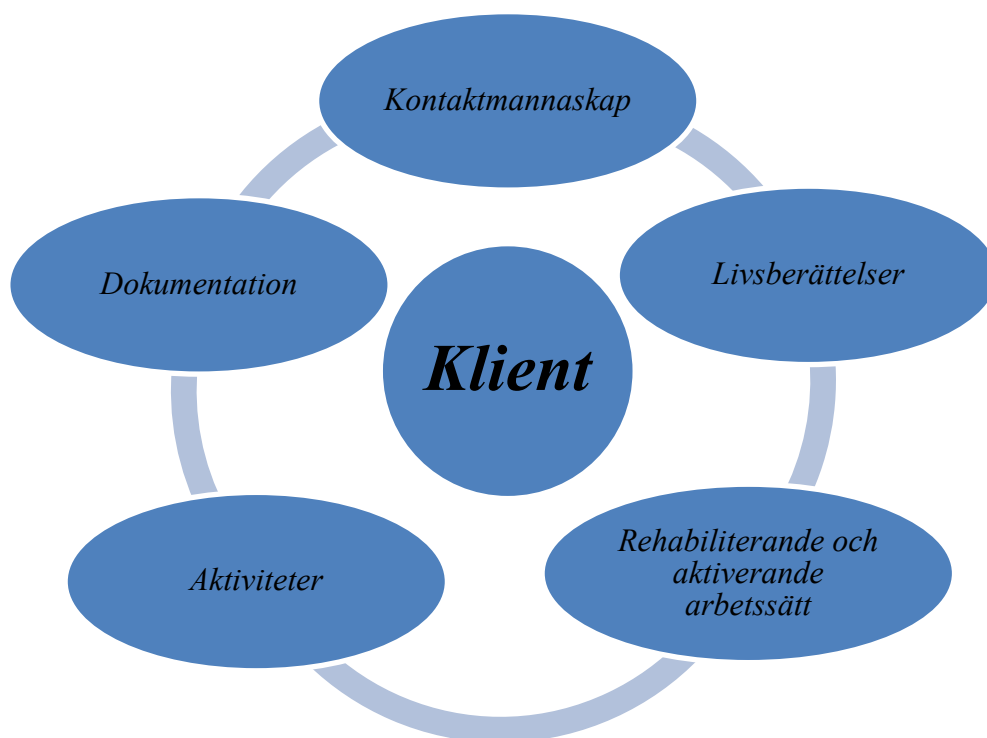 Kontaktmannaskap
Livsberättelser
Rehabiliterande och
aktiverande
arbetssätt
Aktiviteter
Dokumentation
Klient